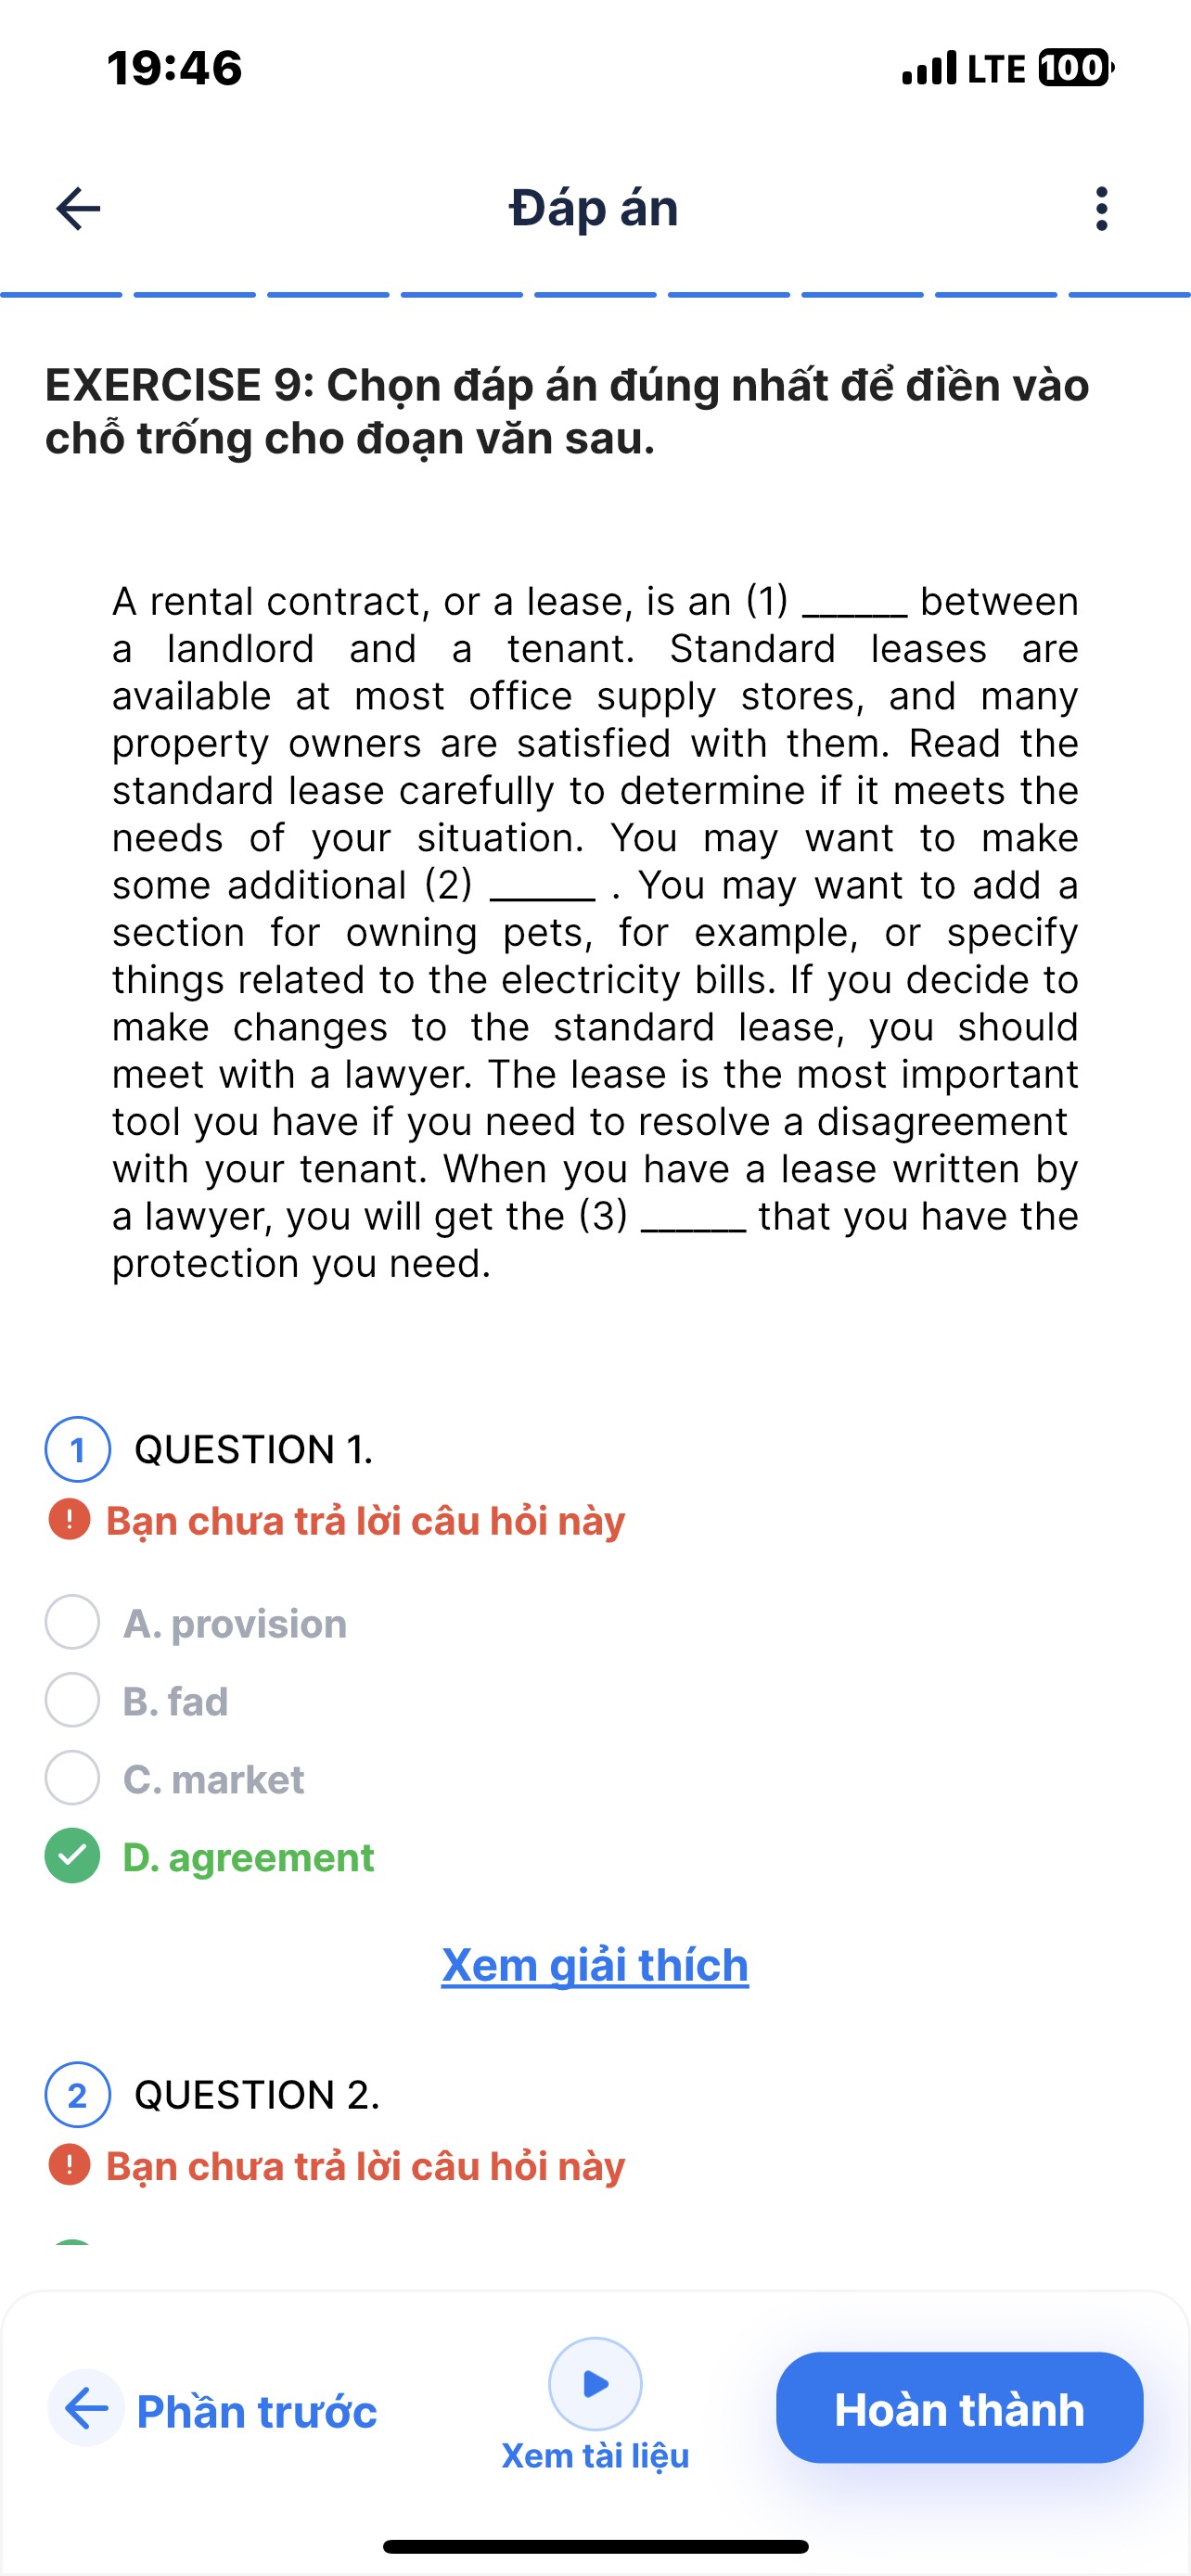 19:46
LTE 100
Đáp án
EXERCISE 9: Chọn đáp án đúng nhất để điền vào
chỗ trống cho đoạn văn sau.
A rental contract, or a lease, is an (1) ______ between
a landlord and a tenant. Standard leases are
available at most office supply stores, and many
property owners are satisfied with them. Read the
standard lease carefully to determine if it meets the
needs of your situation. You may want to make
some additional (2) ______ . You may want to add a
section for owning pets, for example, or specify
things related to the electricity bills. If you decide to
make changes to the standard lease, you should
meet with a lawyer. The lease is the most important
tool you have if you need to resolve a disagreement
with your tenant. When you have a lease written by
a lawyer, you will get the (3) ______ that you have the
protection you need.
1 QUESTION 1.
! Bạn chưa trả lời câu hỏi này
A. provision
B. fad
C. market
D. agreement
Xem giải thích
2 QUESTION 2.
! Bạn chưa trả lời câu hỏi này
Phần trước
Xem tài liệu
Hoàn thành